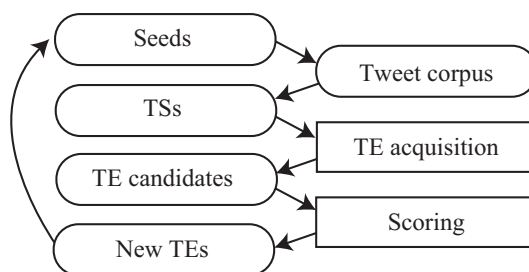 Seeds
Tweet corpus
TSs
TE acquisition
TE candidates
Scoring
New TEs